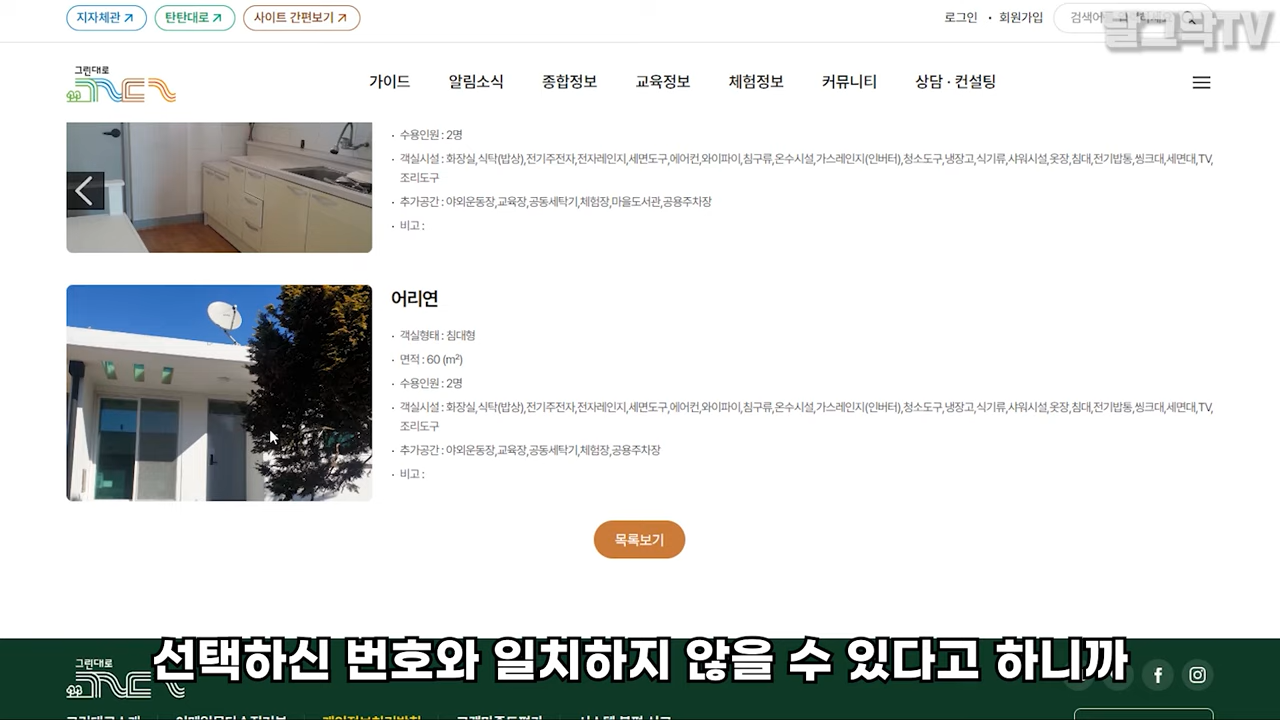 지자체관
탄탄대로
사이트 간편보기
로그인 · 회원가입
검색어
탈그닥TV
그린대로
가이드 알림소식 종합정보 교육정보 체험정보 커뮤니티 상담·컨설팅
· 수용인원 : 2명
· 객실시설 : 화장실,식탁(밥상),전기주전자,전자레인지,세면도구,에어컨,와이파이,침구류,온수시설,가스레인지(인버터),청소도구,냉장고,식기류,샤워시설,옷장,침대,전기밥통,씽크대,세면대,TV,
조리도구
· 추가공간 : 야외운동장,교육장,공동세탁기,체험장,마을도서관,공용주차장
· 비고 :
어리연
· 객실형태 : 침대형
· 면적 : 60 (m²)
· 수용인원 : 2명
· 객실시설 : 화장실,식탁(밥상),전기주전자,전자레인지,세면도구,에어컨,와이파이,침구류,온수시설,가스레인지(인버터),청소도구,냉장고,식기류,샤워시설,옷장,침대,전기밥통,씽크대,세면대,TV,
조리도구
· 추가공간 : 야외운동장,교육장,공동세탁기,체험장,공용주차장
· 비고 :
목록보기
선택하신 번호와 일치하지 않을 수 있다고 하니까
그린대로